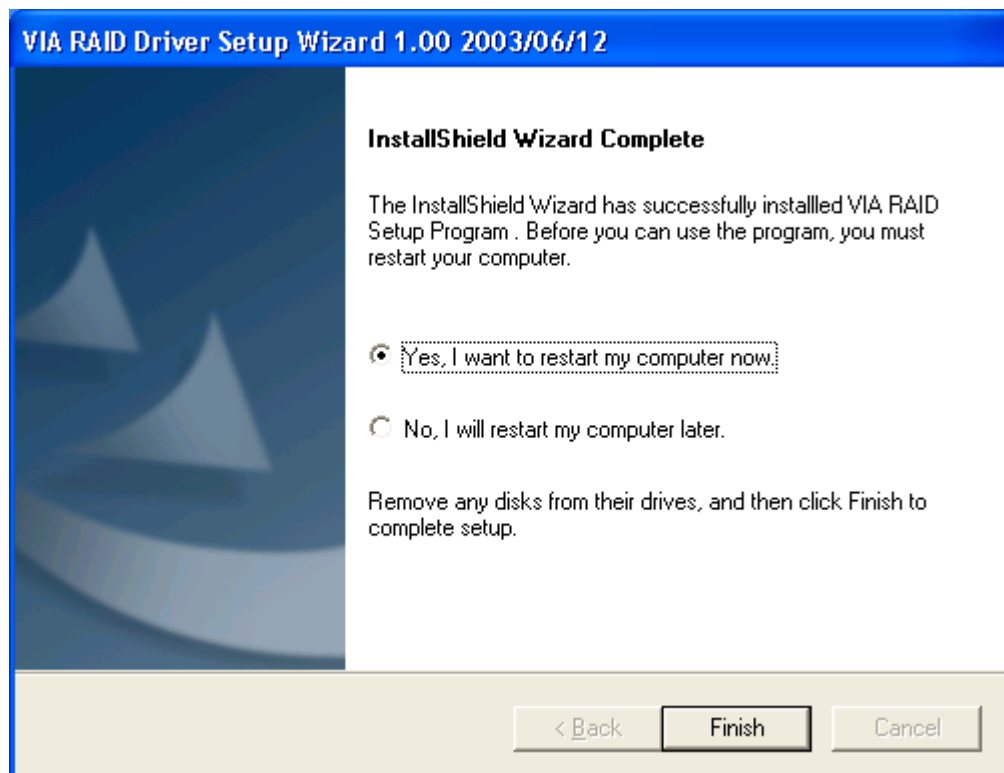 VIA RAID Driver Setup Wizard 1.00 2003/06/12
InstallShield Wizard Complete
The InstallShield Wizard has successfully installled VIA RAID
Setup Program . Before you can use the program, you must
restart your computer.
Yes, I want to restart my computer now.
No, I will restart my computer later.
Remove any disks from their drives, and then click Finish to
complete setup.
< Back
Finish
Cancel